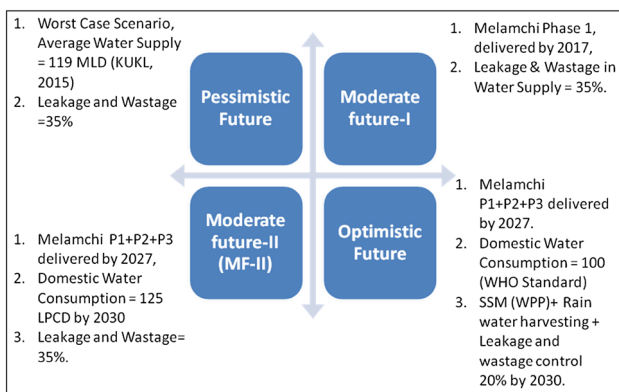 1. Worst Case Scenario,
Average Water Supply
= 119 MLD (KUKL,
2015)
2. Leakage and Wastage
=35%
Pessimistic
Future
Moderate
future-I
1. Melamchi Phase 1,
delivered by 2017,
2. Leakage & Wastage in
Water Supply = 35%.
1. Melamchi P1+P2+P3
delivered by 2027,
2. Domestic Water
Consumption = 125
LPCD by 2030
3. Leakage and Wastage=
35%.
Moderate
future-II
(MF-II)
Optimistic
Future
1. Melamchi
P1+P2+P3 delivered
by 2027.
2. Domestic Water
Consumption = 100
(WHO Standard)
3. SSM (WPP)+ Rain
water harvesting +
Leakage and
wastage control
20% by 2030.